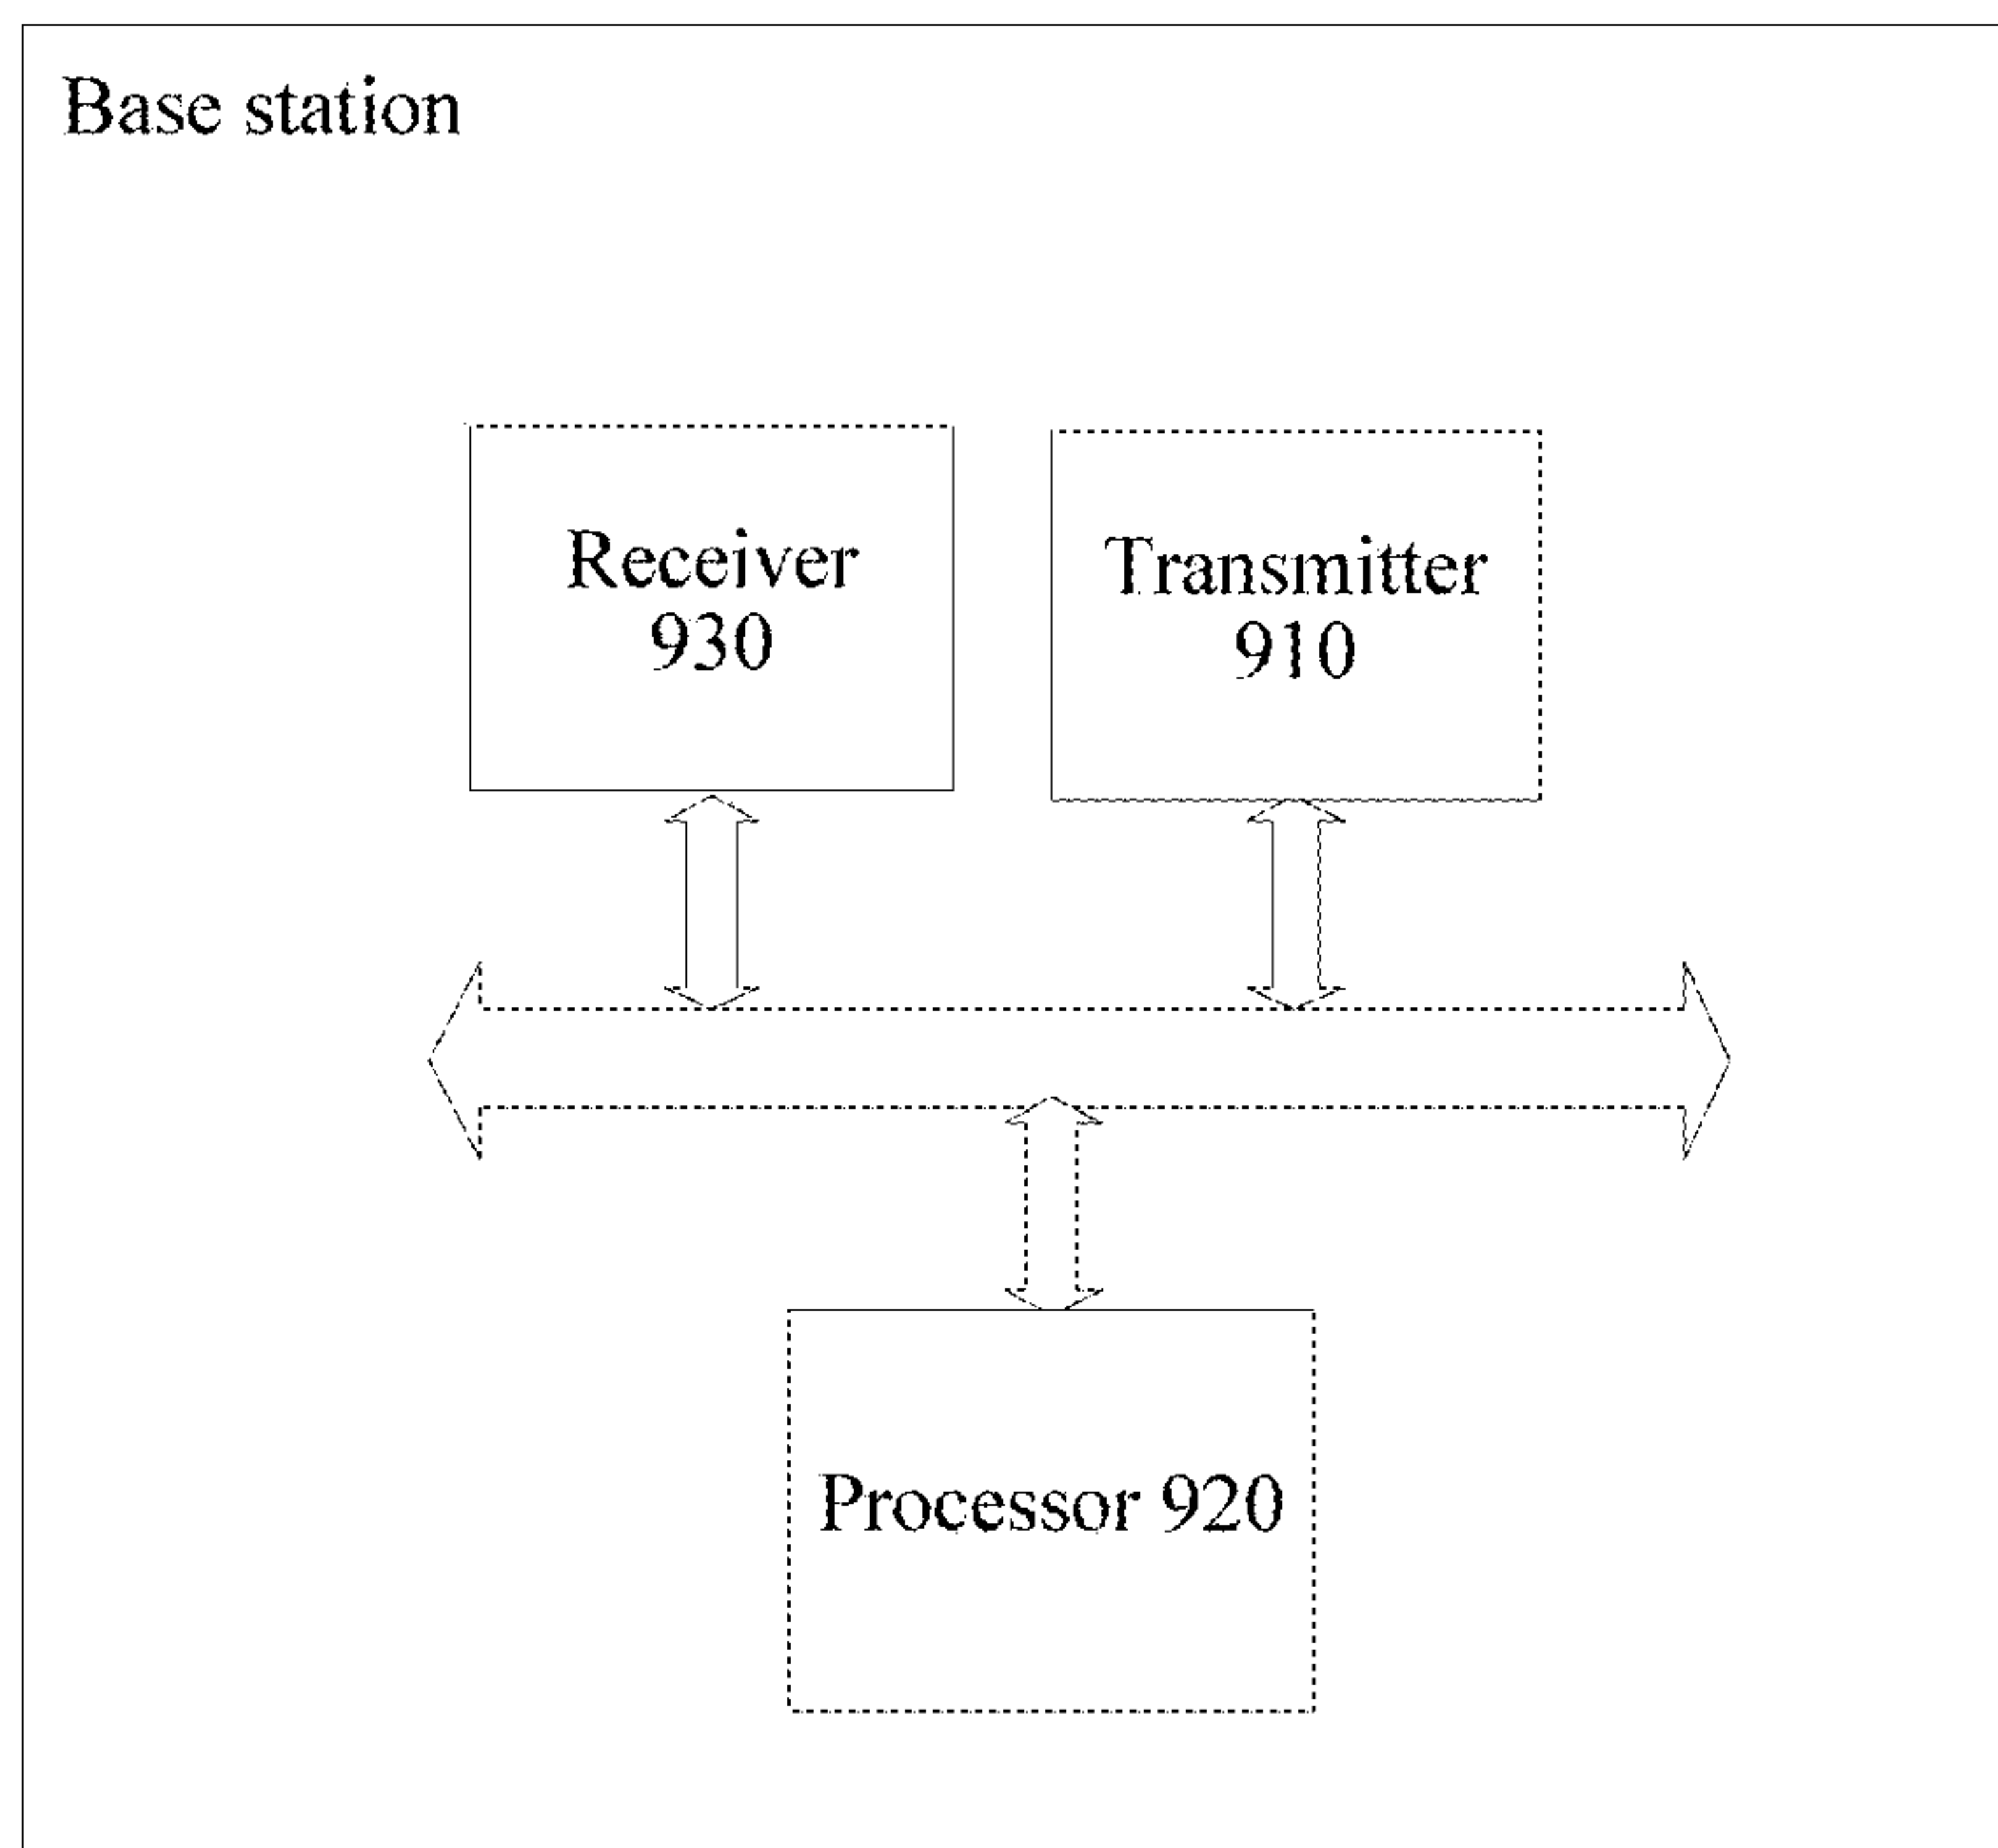 Base station
Receiver
930
Transmitter
910
Processor 920